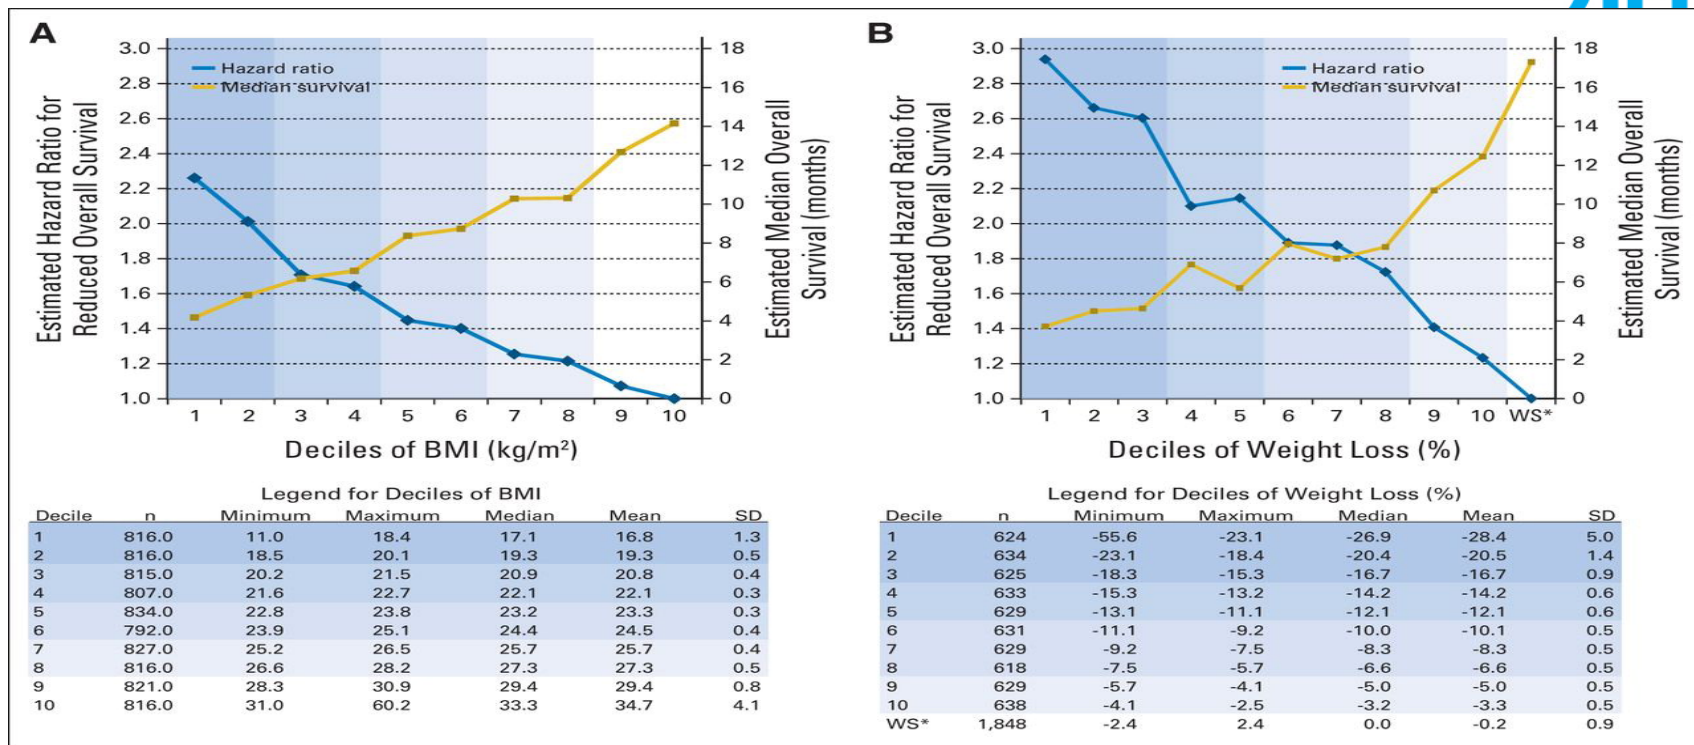 A
3.0
2.8
2.6
2.4
2.2
2.0
1.8
1.6
1.4
1.2
1.0
Estimated Hazard Ratio for
Reduced Overall Survival
Hazard ratio
Median survival
18
16
14
12
10
8
6
4
2
0
Estimated Median Overall
Survival (months)
1 2 3 4 5 6 7 8 9 10
Deciles of BMI (kg/m²)
Legend for Deciles of BMI
Decile n Minimum Maximum Median Mean SD
1 816.0 11.0 18.4 17.1 16.8 1.3
2 816.0 18.5 20.1 19.3 19.3 0.5
3 815.0 20.2 21.5 20.9 20.8 0.4
4 807.0 21.6 22.7 22.1 22.1 0.3
5 834.0 22.8 23.8 23.2 23.3 0.3
6 792.0 23.9 25.1 24.4 24.5 0.4
7 827.0 25.2 26.5 25.7 25.7 0.4
8 816.0 26.6 28.2 27.3 27.3 0.5
9 821.0 28.3 30.9 29.4 29.4 0.8
10 816.0 31.0 60.2 33.3 34.7 4.1
B
3.0
2.8
2.6
2.4
2.2
2.0
1.8
1.6
1.4
1.2
1.0
Estimated Hazard Ratio for
Reduced Overall Survival
Hazard ratio
Median survival
18
16
14
12
10
8
6
4
2
0
Estimated Median Overall
Survival (months)
1 2 3 4 5 6 7 8 9 10 WS*
Deciles of Weight Loss (%)
Legend for Deciles of Weight Loss (%)
Decile n Minimum Maximum Median Mean SD
1 624 -55.6 -23.1 -26.9 -28.4 5.0
2 634 -23.1 -18.4 -20.4 -20.5 1.4
3 625 -18.3 -15.3 -16.7 -16.7 0.9
4 633 -15.3 -13.2 -14.2 -14.2 0.6
5 629 -13.1 -11.1 -12.1 -12.1 0.6
6 631 -11.1 -9.2 -10.0 -10.1 0.5
7 629 -9.2 -7.5 -8.3 -8.3 0.5
8 618 -7.5 -5.7 -6.6 -6.6 0.5
9 629 -5.7 -4.1 -5.0 -5.0 0.5
10 638 -4.1 -2.5 -3.2 -3.3 0.5
WS* 1,848 -2.4 2.4 0.0 -0.2 0.9